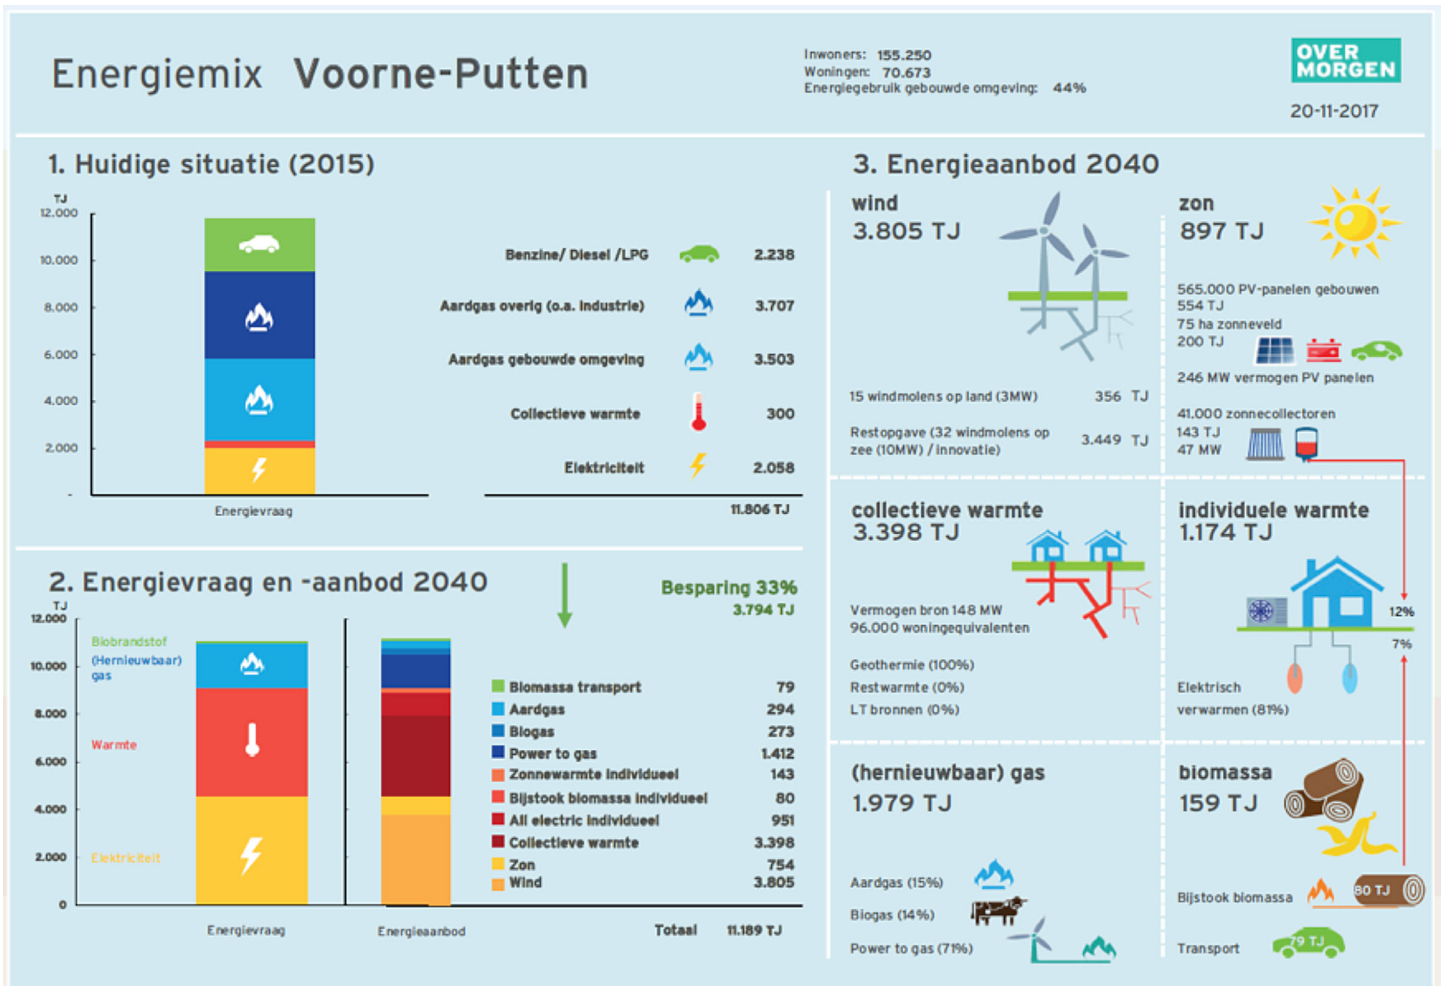 Energiemix Voorne-Putten
Inwoners: 155.250
Woningen: 70.673
Energiegebruik gebouwde omgeving: 44%
OVER
MORGEN
20-11-2017
1. Huidige situatie (2015)
TJ
12.000
10.000
8.000
6.000
4.000
2.000
-
Energievraag
Benzine/ Diesel /LPG 2.238
Aardgas overig (o.a. industrie) 3.707
Aardgas gebouwde omgeving 3.503
Collectieve warmte 300
Elektriciteit 2.058
11.806 TJ
2. Energievraag en -aanbod 2040
Besparing 33%
3.794 TJ
TJ
12.000
10.000
8.000
6.000
4.000
2.000
0
Biobrandstof
(Hernieuwbaar)
gas
Warmte
Elektriciteit
Energievraag
Energieaanbod
Biomassa transport 79
Aardgas 294
Biogas 273
Power to gas 1.412
Zonnewarmte individueel 143
Bijstook biomassa individueel 80
All electric individueel 951
Collectieve warmte 3.398
Zon 754
Wind 3.805
Totaal 11.189 TJ
3. Energieaanbod 2040
wind
3.805 TJ
15 windmolens op land (3MW) 356 TJ
Restopgave (32 windmolens op
zee (10MW) / innovatie) 3.449 TJ
zon
897 TJ
565.000 PV-panelen gebouwen
554 TJ
75 ha zonneveld
200 TJ
246 MW vermogen PV panelen
41.000 zonnecollectoren
143 TJ
47 MW
collectieve warmte
3.398 TJ
Vermogen bron 148 MW
96.000 woningequivalenten
Geothermie (100%)
Restwarmte (0%)
LT bronnen (0%)
individuele warmte
1.174 TJ
12%
7%
Elektrisch
verwarmen (81%)
(hernieuwbaar) gas
1.979 TJ
Aardgas (15%)
Biogas (14%)
Power to gas (71%)
biomassa
159 TJ
Bijstook biomassa 80 TJ
Transport 79 TJ